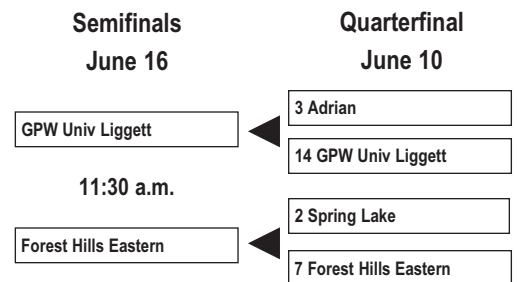 Semifinals
June 16
Quarterfinal
June 10
3 Adrian
GPW Univ Liggett
14 GPW Univ Liggett
11:30 a.m.
2 Spring Lake
Forest Hills Eastern
7 Forest Hills Eastern